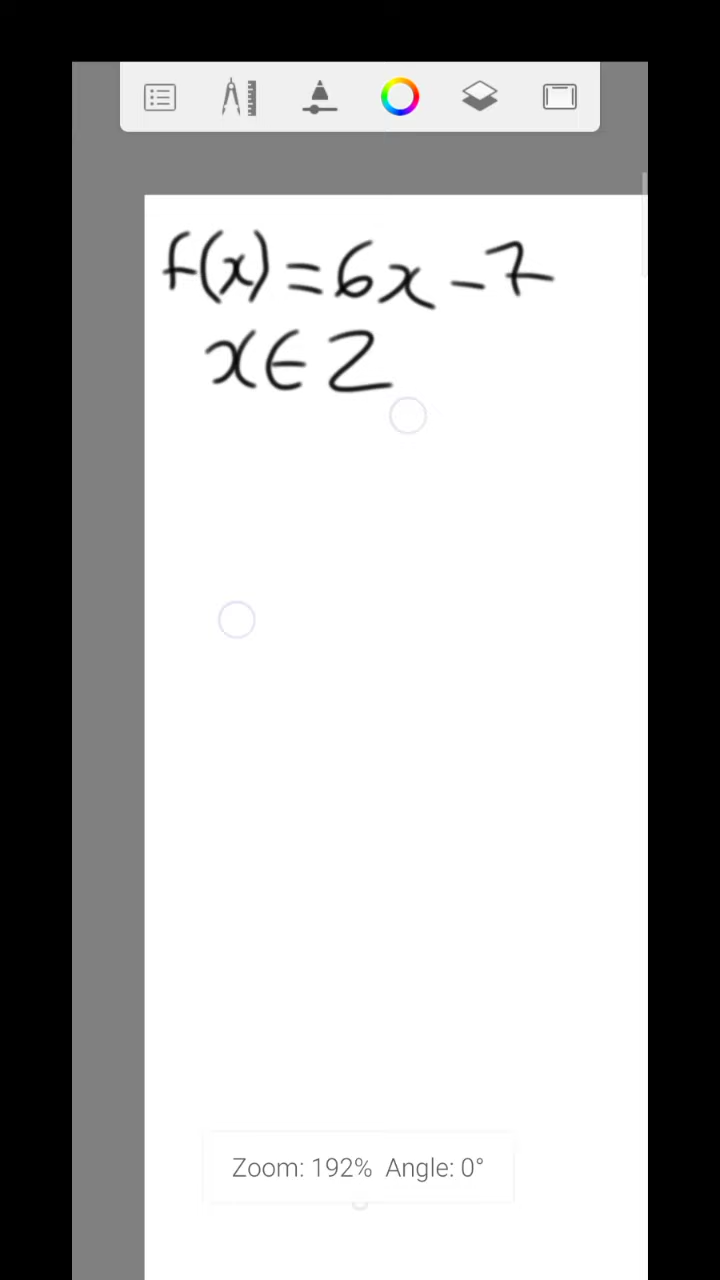 f(x) = 6x - 7
x ∈ Z
Zoom: 192% Angle: 0°